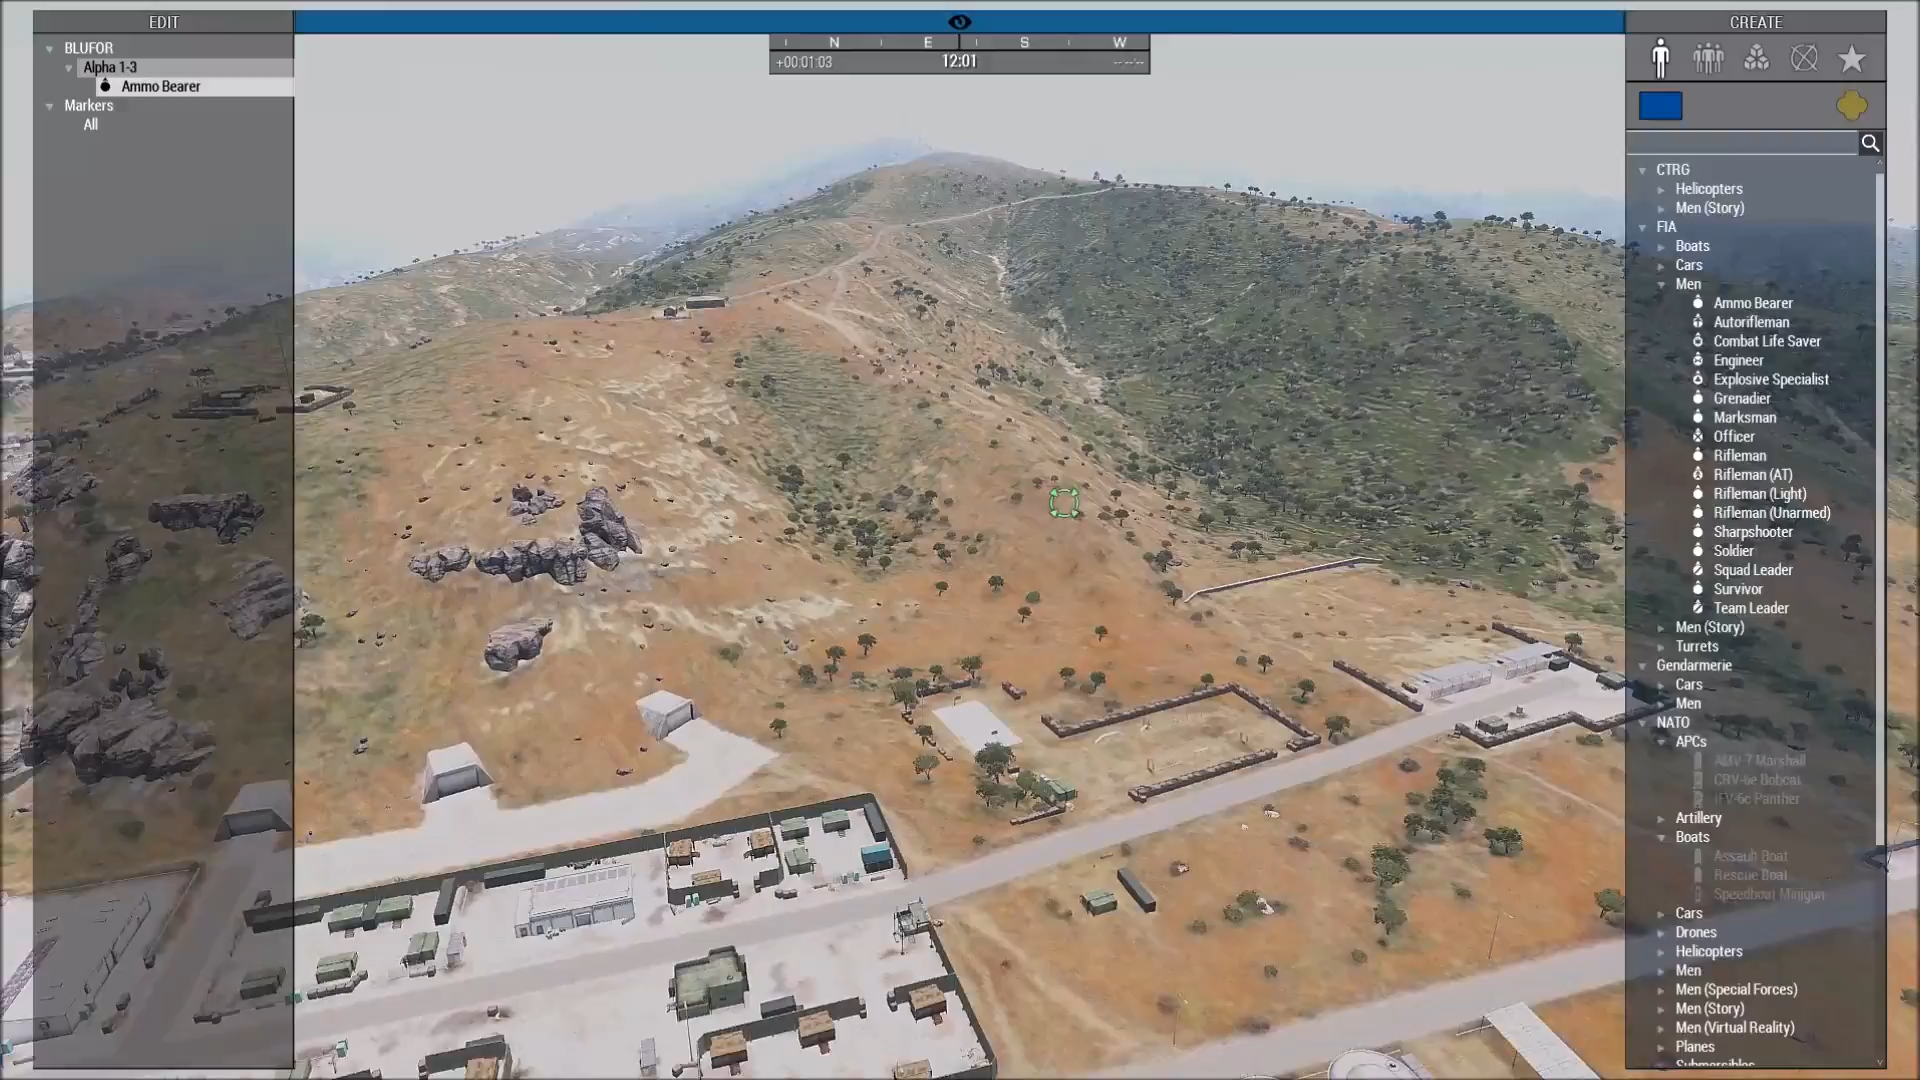 EDIT
BLUFOR
Alpha 1-3
Ammo Bearer
Markers
All
N E S W
+00:01:03 12:01 --:--:--
CREATE
CTRG
Helicopters
Men (Story)
FIA
Boats
Cars
Men
Ammo Bearer
Autorifleman
Combat Life Saver
Engineer
Explosive Specialist
Grenadier
Marksman
Officer
Rifleman
Rifleman (AT)
Rifleman (Light)
Rifleman (Unarmed)
Sharpshooter
Soldier
Squad Leader
Survivor
Team Leader
Men (Story)
Turrets
Gendarmerie
Cars
Men
NATO
APCs
AMV-7 Marshall
CRV-6e Bobcat
IFV-6c Panther
Artillery
Boats
Assault Boat
Rescue Boat
Speedboat Minigun
Cars
Drones
Helicopters
Men
Men (Special Forces)
Men (Story)
Men (Virtual Reality)
Planes
Submersibles